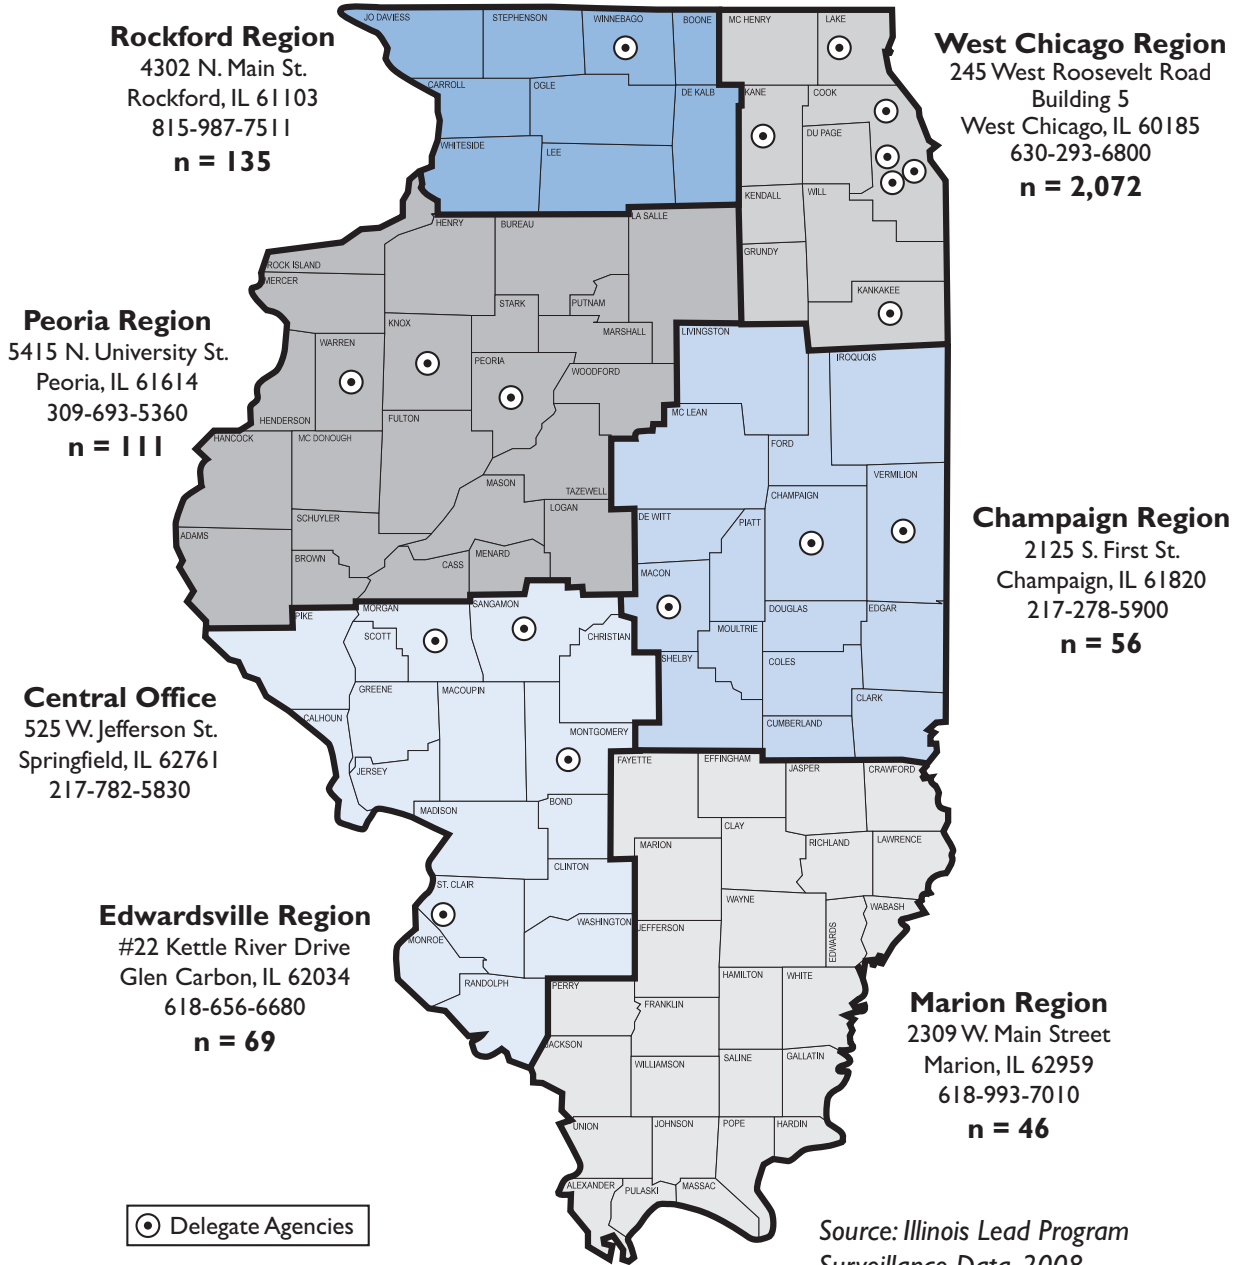 Rockford Region
4302 N. Main St.
Rockford, IL 61103
815-987-7511
n = 135
West Chicago Region
245 West Roosevelt Road
Building 5
West Chicago, IL 60185
630-293-6800
n = 2,072
Peoria Region
5415 N. University St.
Peoria, IL 61614
309-693-5360
n = 111
Champaign Region
2125 S. First St.
Champaign, IL 61820
217-278-5900
n = 56
Central Office
525 W. Jefferson St.
Springfield, IL 62761
217-782-5830
Edwardsville Region
#22 Kettle River Drive
Glen Carbon, IL 62034
618-656-6680
n = 69
Marion Region
2309 W. Main Street
Marion, IL 62959
618-993-7010
n = 46
JO DAVIESS
STEPHENSON
WINNEBAGO
BOONE
MC HENRY
LAKE
CARROLL
OGLE
DE KALB
KANE
COOK
DU PAGE
WHITESIDE
LEE
KENDALL
WILL
GRUNDY
KANKAKEE
HENRY
BUREAU
LA SALLE
ROCK ISLAND
MERCER
STARK
PUTNAM
MARSHALL
LIVINGSTON
IROQUOIS
KNOX
WARREN
PEORIA
WOODFORD
HENDERSON
FULTON
MC LEAN
FORD
HANCOCK
MC DONOUGH
MASON
TAZEWELL
LOGAN
VERMILION
CHAMPAIGN
SCHUYLER
DE WITT
PIATT
ADAMS
BROWN
CASS
MENARD
MACON
PIKE
MORGAN
SANGAMON
CHRISTIAN
SCOTT
DOUGLAS
EDGAR
MOULTRIE
SHELBY
COLES
GREENE
MACOUPIN
CLARK
CALHOUN
MONTGOMERY
CUMBERLAND
JERSEY
FAYETTE
EFFINGHAM
JASPER
CRAWFORD
MADISON
BOND
CLAY
MARION
RICHLAND
LAWRENCE
CLINTON
ST. CLAIR
WAYNE
WABASH
EDWARDS
WASHINGTON
JEFFERSON
MONROE
RANDOLPH
PERRY
HAMILTON
WHITE
FRANKLIN
JACKSON
WILLIAMSON
SALINE
GALLATIN
UNION
JOHNSON
POPE
HARDIN
ALEXANDER
PULASKI
MASSAC
Delegate Agencies
Source: Illinois Lead Program
Surveillance Data, 2008